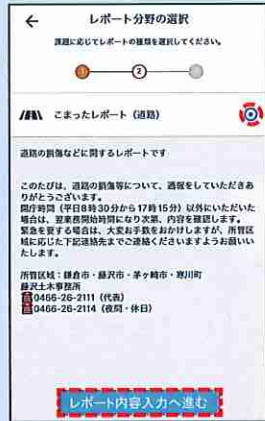 レポート分野の選択
課題に応じてレポートの種類を選択してください。
1
2
こまったレポート(道路)
道路の損傷などに関するレポートです
このたびは、道路の損傷等について、通報をしていただきあ
りがとうございます。
開庁時間(平日8時30分から17時15分)以外にいただいた
場合は、翌業務開始時間になり次第、内容を確認します。
緊急を要する場合は、大変お手数をおかけしますが、所管区
域に応じた下記連絡先までご連絡くださいますようお願いい
たします。
所管区域:鎌倉市・藤沢市・茅ヶ崎市・寒川町
藤沢土木事務所
0466-26-2111(代表)
0466-26-2114(夜間・休日)
レポート内容入力へ進む